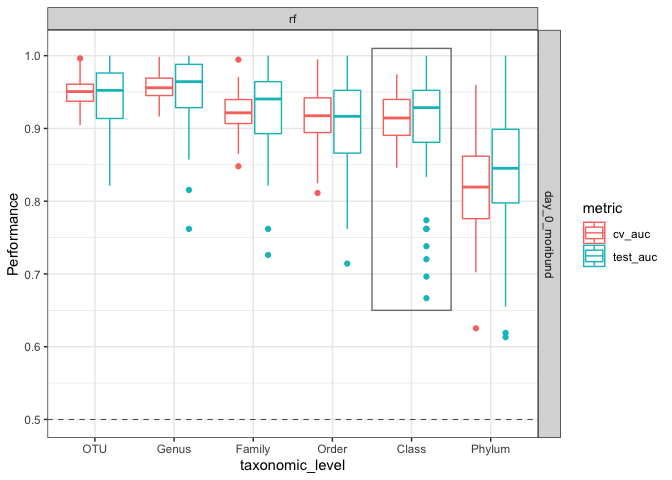 rf
1.0
0.9
0.8
0.7
0.6
0.5
Performance
OTU
Genus
Family
Order
Class
Phylum
taxonomic_level
day_0_moribund
metric
cv_auc
test_auc